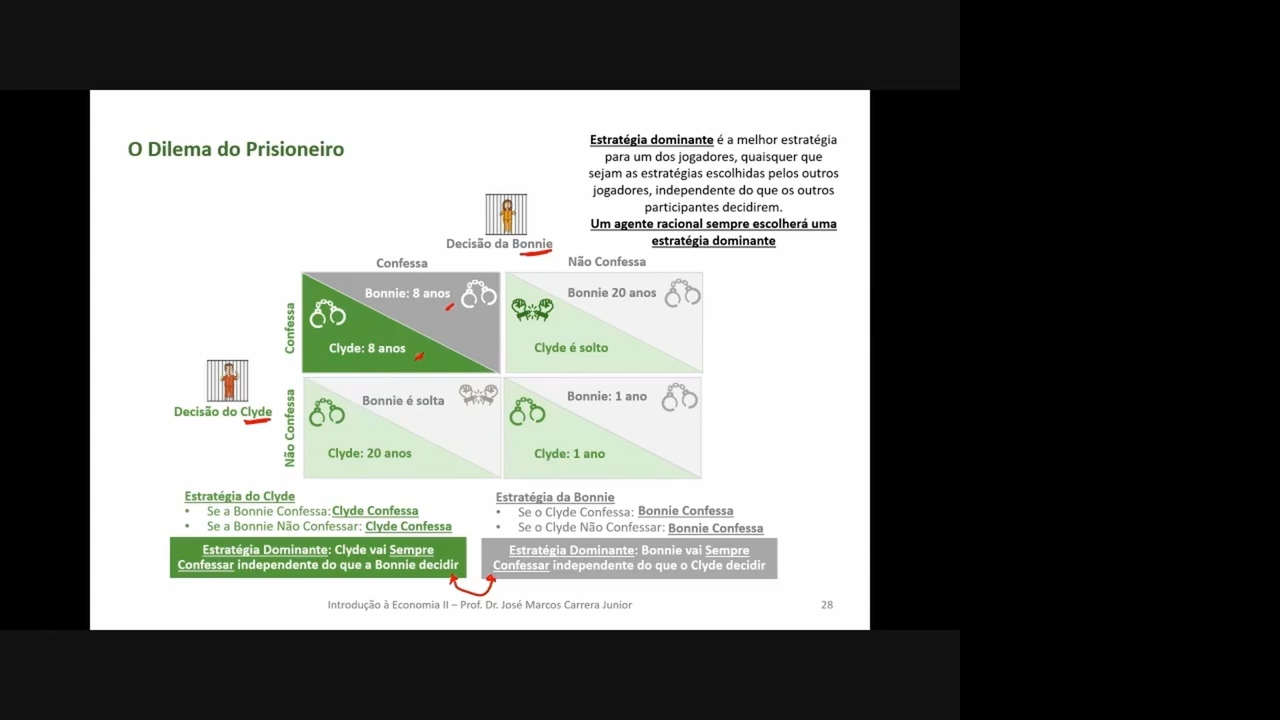 O Dilema do Prisioneiro
Estratégia dominante é a melhor estratégia
para um dos jogadores, quaisquer que
sejam as estratégias escolhidas pelos outros
jogadores, independente do que os outros
participantes decidirem.
Um agente racional sempre escolherá uma
estratégia dominante
Decisão da Bonnie
Confessa
Não Confessa
Confessa
Bonnie: 8 anos
Clyde: 8 anos
Bonnie 20 anos
Clyde é solto
Decisão do Clyde
Não Confessa
Bonnie é solta
Clyde: 20 anos
Bonnie: 1 ano
Clyde: 1 ano
Estratégia do Clyde
• Se a Bonnie Confessa: Clyde Confessa
• Se a Bonnie Não Confessar: Clyde Confessa
Estratégia Dominante: Clyde vai Sempre
Confessar independente do que a Bonnie decidir
Estratégia da Bonnie
• Se o Clyde Confessa: Bonnie Confessa
• Se o Clyde Não Confessar: Bonnie Confessa
Estratégia Dominante: Bonnie vai Sempre
Confessar independente do que o Clyde decidir
Introdução à Economia II – Prof. Dr. José Marcos Carrera Junior
28